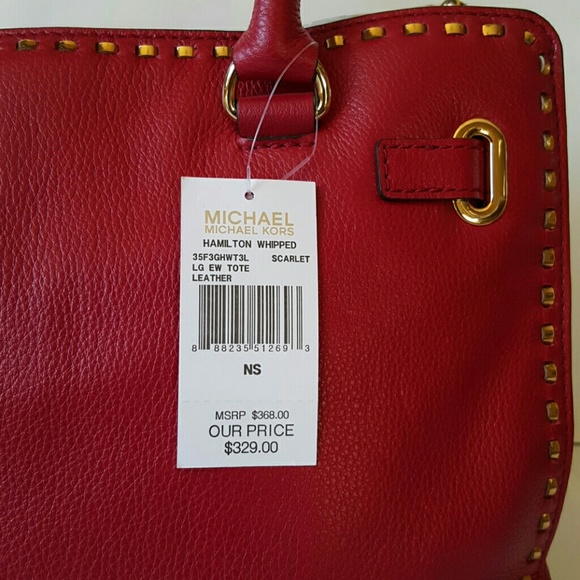 MICHAEL
MICHAEL KORS
HAMILTON WHIPPED
35F3GHWT3L SCARLET
LG EW TOTE
LEATHER
8 88235 51269 3
NS
MSRP $368.00
OUR PRICE
$329.00